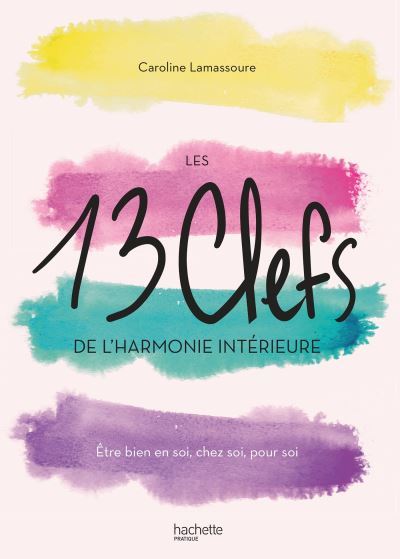 Caroline Lamassoure
LES
13 Clefs
DE L'HARMONIE INTÉRIEURE
Être bien en soi, chez soi, pour soi
hachette
PRATIQUE